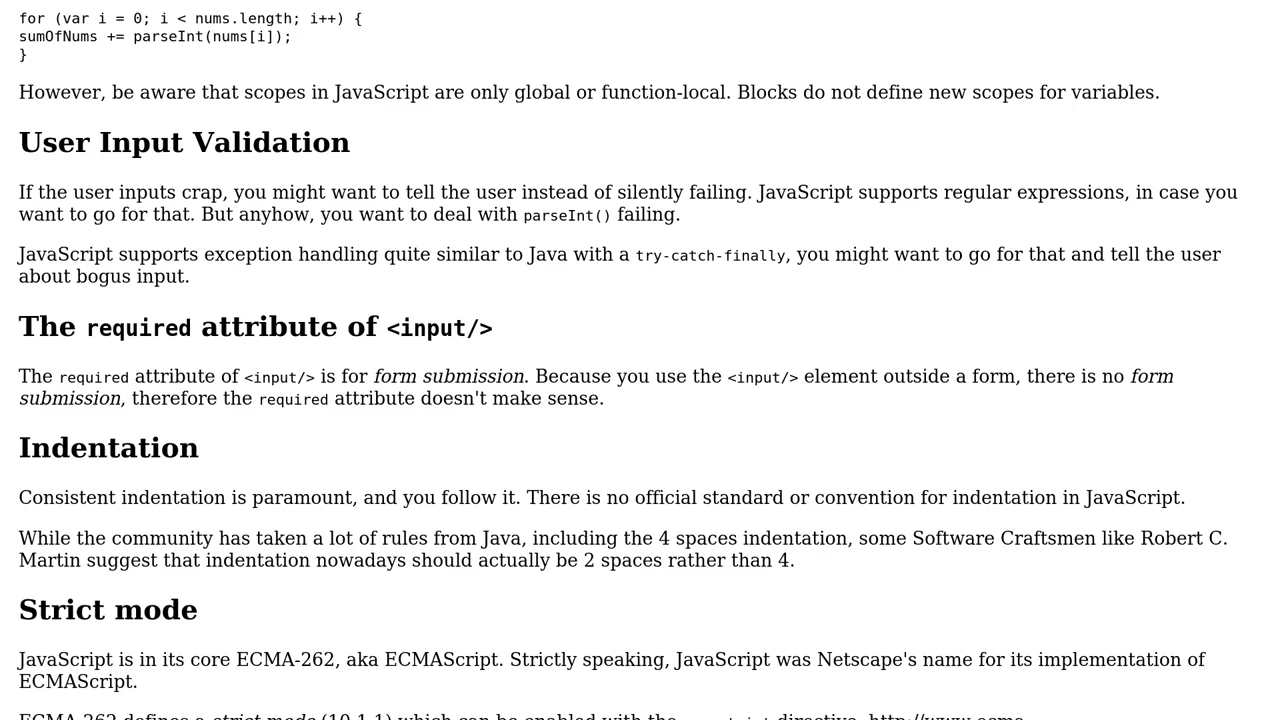 for (var i = 0; i < nums.length; i++) {
sumOfNums += parseInt(nums[i]);
}
However, be aware that scopes in JavaScript are only global or function-local. Blocks do not define new scopes for variables.
User Input Validation
If the user inputs crap, you might want to tell the user instead of silently failing. JavaScript supports regular expressions, in case you
want to go for that. But anyhow, you want to deal with parseInt() failing.
JavaScript supports exception handling quite similar to Java with a try-catch-finally, you might want to go for that and tell the user
about bogus input.
The required attribute of <input/>
The required attribute of <input/> is for form submission. Because you use the <input/> element outside a form, there is no form
submission, therefore the required attribute doesn't make sense.
Indentation
Consistent indentation is paramount, and you follow it. There is no official standard or convention for indentation in JavaScript.
While the community has taken a lot of rules from Java, including the 4 spaces indentation, some Software Craftsmen like Robert C.
Martin suggest that indentation nowadays should actually be 2 spaces rather than 4.
Strict mode
JavaScript is in its core ECMA-262, aka ECMAScript. Strictly speaking, JavaScript was Netscape's name for its implementation of
ECMAScript.
ECMA-262 defines a strict mode (10.1.1) which can be enabled with the directive, http://www.ecma-